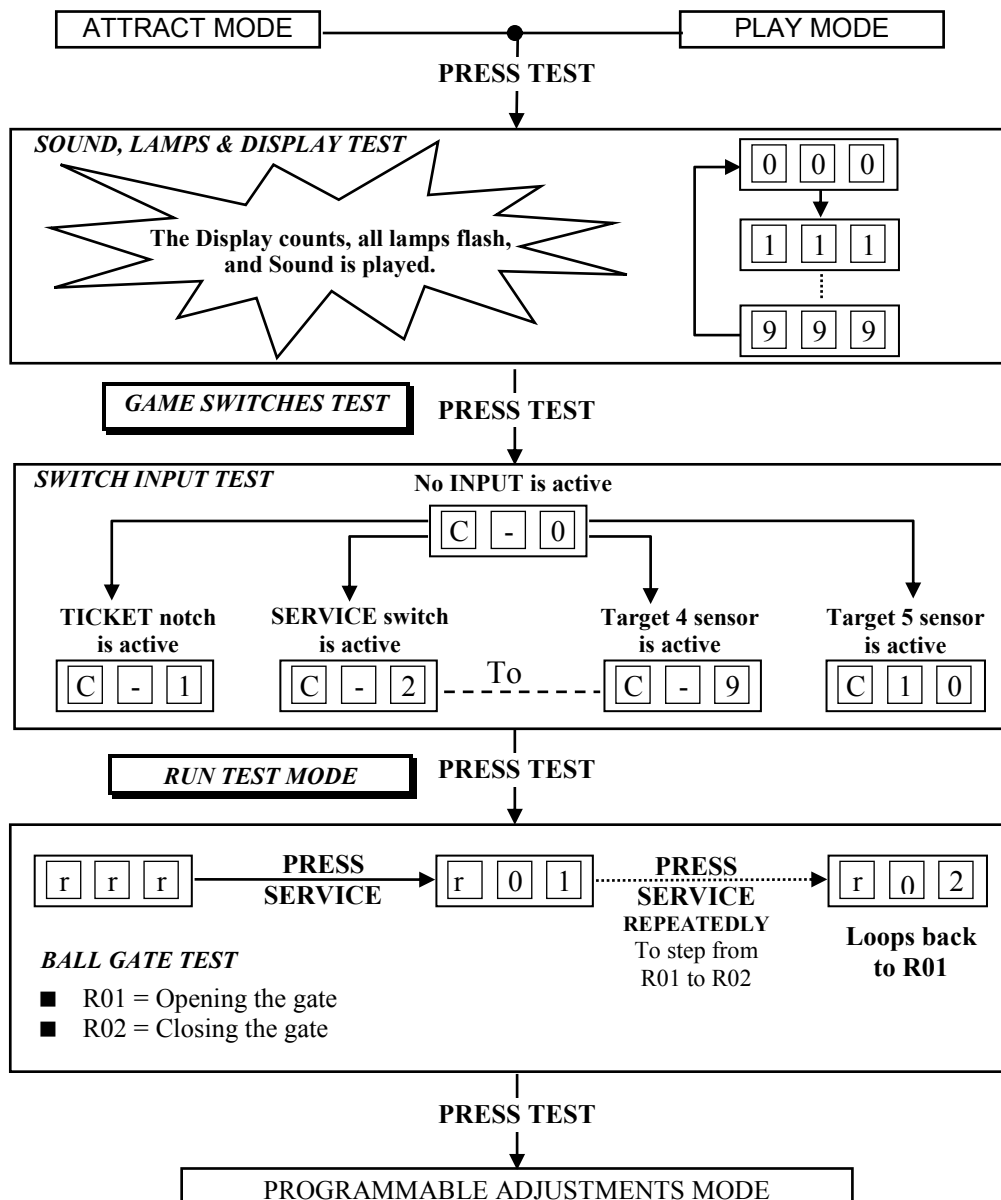 ATTRACT MODE
PLAY MODE
PRESS TEST
SOUND, LAMPS & DISPLAY TEST
The Display counts, all lamps flash,
and Sound is played.
0 0 0
1 1 1
9 9 9
GAME SWITCHES TEST
PRESS TEST
SWITCH INPUT TEST
No INPUT is active
C - 0
TICKET notch
is active
C - 1
SERVICE switch
is active
C - 2
To
Target 4 sensor
is active
C - 9
Target 5 sensor
is active
C 1 0
RUN TEST MODE
PRESS TEST
r r r
PRESS
SERVICE
r 0 1
PRESS
SERVICE
REPEATEDLY
To step from
R01 to R02
r 0 2
Loops back
to R01
BALL GATE TEST
■ R01 = Opening the gate
■ R02 = Closing the gate
PRESS TEST
PROGRAMMABLE ADJUSTMENTS MODE